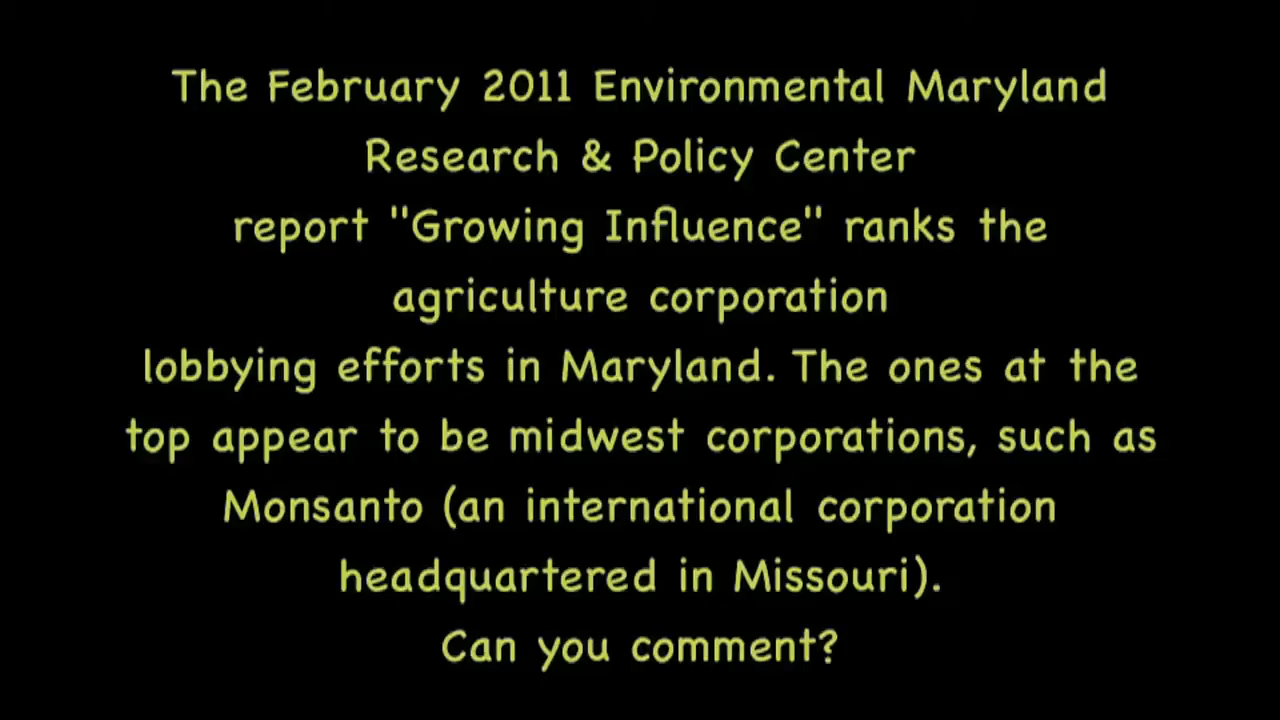 The February 2011 Environmental Maryland
Research & Policy Center
report "Growing Influence" ranks the
agriculture corporation
lobbying efforts in Maryland. The ones at the
top appear to be midwest corporations, such as
Monsanto (an international corporation
headquartered in Missouri).
Can you comment?